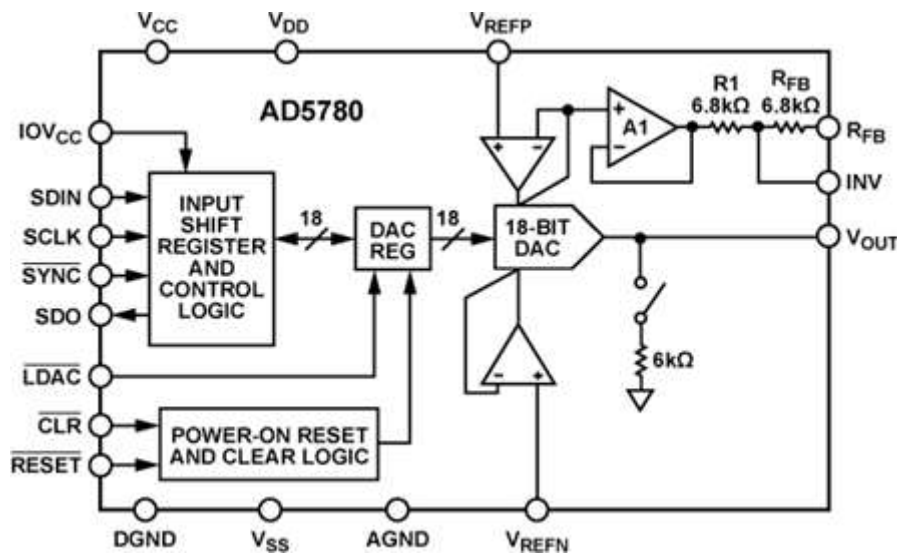 VCC
VDD
VREFP
AD5780
R1
6.8kΩ
RFB
6.8kΩ
A1
+
−
+
−
RFB
INV
VOUT
IOVCC
SDIN
SCLK
SYNC
SDO
LDAC
CLR
RESET
INPUT
SHIFT
REGISTER
AND
CONTROL
LOGIC
18
DAC
REG
18
18-BIT
DAC
6kΩ
−
+
POWER-ON RESET
AND CLEAR LOGIC
DGND
VSS
AGND
VREFN